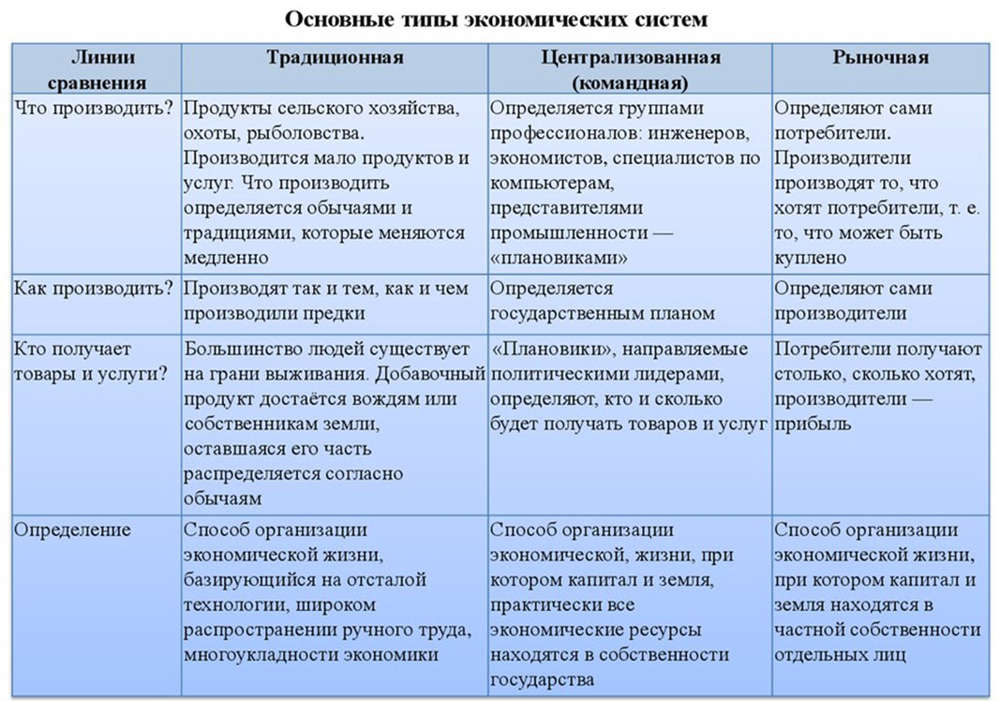 Основные типы экономических систем
Линии
сравнения
Традиционная
Централизованная
(командная)
Рыночная
Что производить?
Продукты сельского хозяйства,
охоты, рыболовства.
Производится мало продуктов и
услуг. Что производить
определяется обычаями и
традициями, которые меняются
медленно
Определяется группами
профессионалов: инженеров,
экономистов, специалистов по
компьютерам,
представителями
промышленности —
«плановиками»
Определяют сами
потребители.
Производители
производят то, что
хотят потребители, т. е.
то, что может быть
куплено
Как производить?
Производят так и тем, как и чем
производили предки
Определяется
государственным планом
Определяют сами
производители
Кто получает
товары и услуги?
Большинство людей существует
на грани выживания. Добавочный
продукт достаётся вождям или
собственникам земли,
оставшаяся его часть
распределяется согласно
обычаям
«Плановики», направляемые
политическими лидерами,
определяют, кто и сколько
будет получать товаров и услуг
Потребители получают
столько, сколько хотят,
производители —
прибыль
Определение
Способ организации
экономической жизни,
базирующийся на отсталой
технологии, широком
распространении ручного труда,
многоукладности экономики
Способ организации
экономической, жизни, при
котором капитал и земля,
практически все
экономические ресурсы
находятся в собственности
государства
Способ организации
экономической жизни,
при котором капитал и
земля находятся в
частной собственности
отдельных лиц